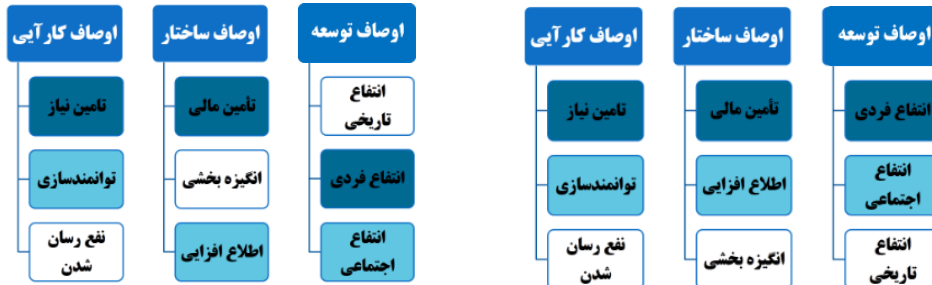 اوصاف توسعه
انتفاع فردی
انتفاع
اجتماعی
انتفاع
تاریخی
اوصاف ساختار
تأمین مالی
اطلاع افزایی
انگیزه بخشی
اوصاف کارآیی
تامین نیاز
توانمندسازی
نفع رسان
شدن
اوصاف توسعه
انتفاع
تاریخی
انتفاع فردی
انتفاع
اجتماعی
اوصاف ساختار
تأمین مالی
انگیزه بخشی
اطلاع افزایی
اوصاف کارآیی
تامین نیاز
توانمندسازی
نفع رسان
شدن